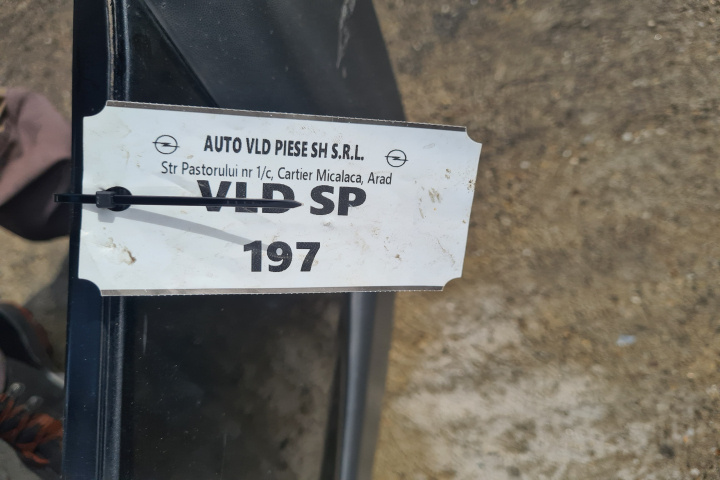 AUTO VLD PIESE SH S.R.L.
Str Pastorului nr 1/c, Cartier Micalaca, Arad
VLD SP
197